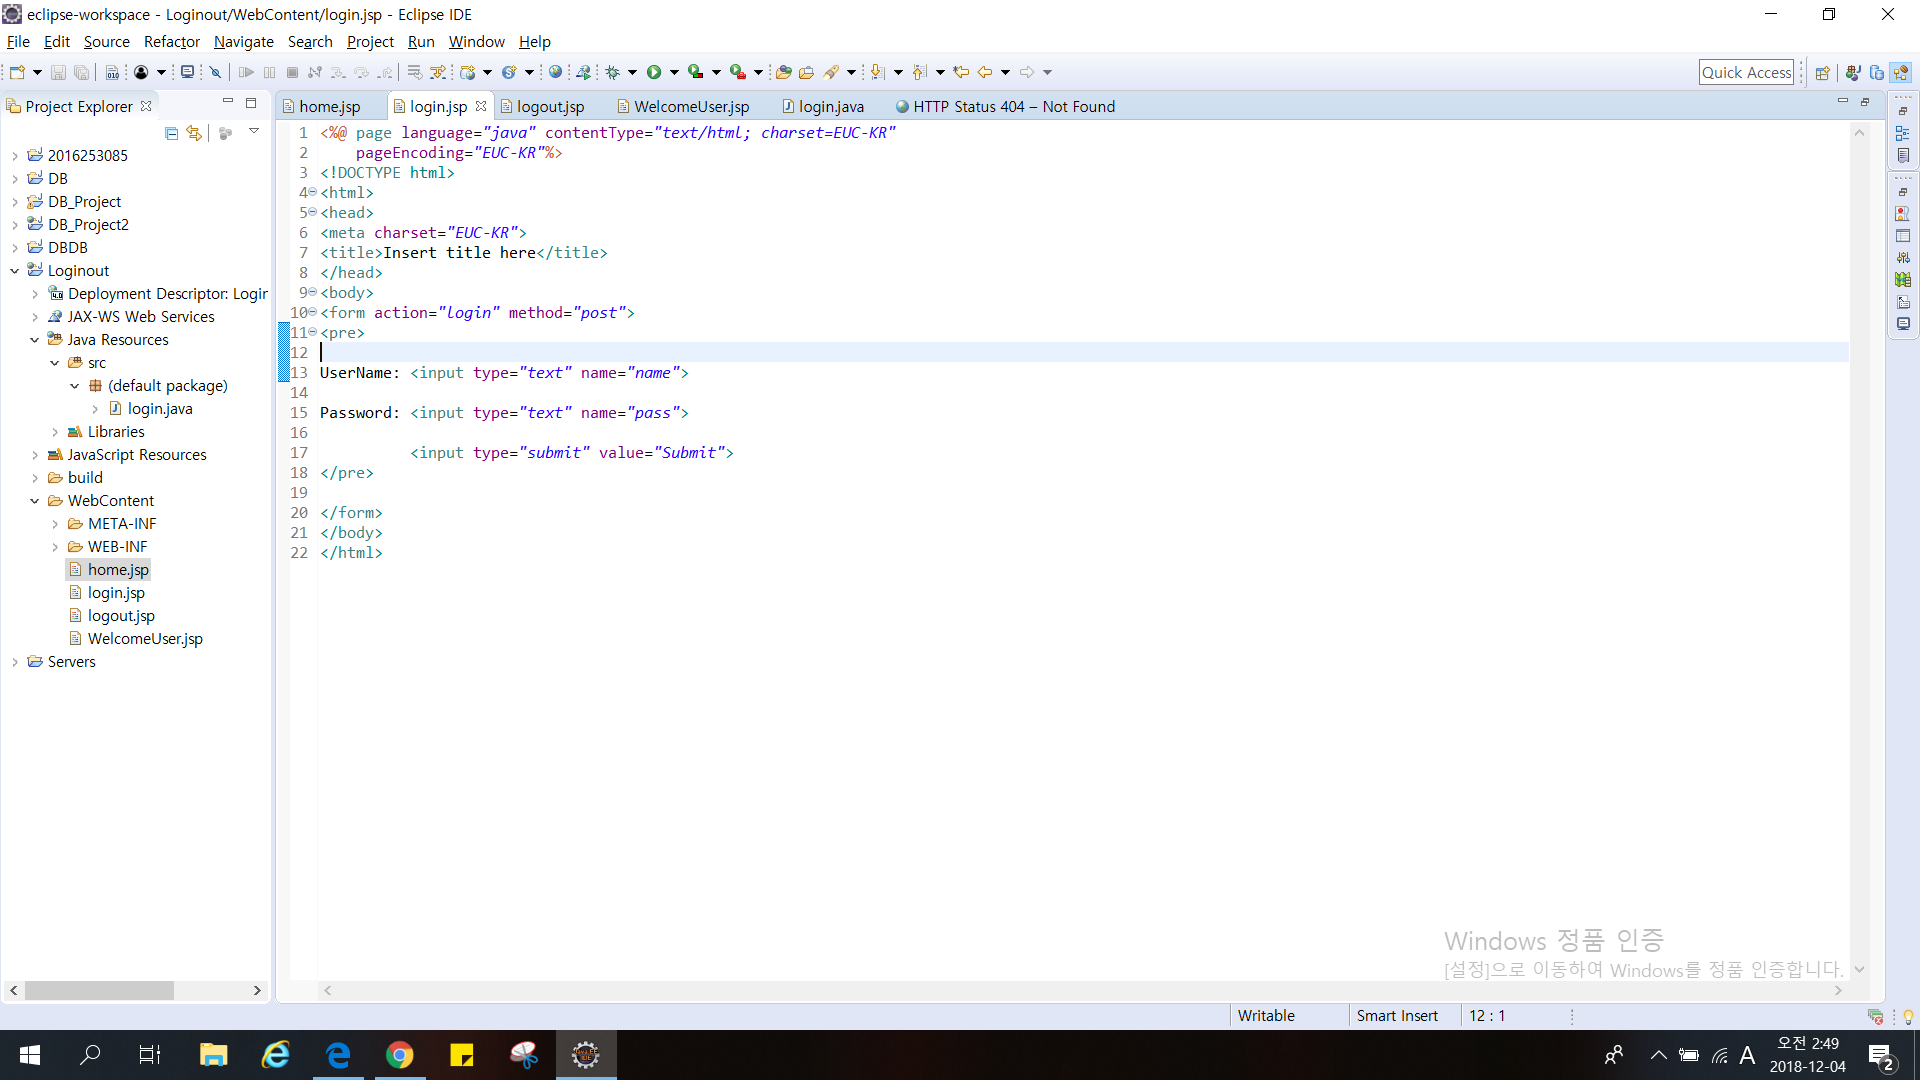 eclipse-workspace - Loginout/WebContent/login.jsp - Eclipse IDE
File Edit Source Refactor Navigate Search Project Run Window Help
Quick Access
Project Explorer
home.jsp login.jsp logout.jsp WelcomeUser.jsp login.java HTTP Status 404 – Not Found
2016253085
DB
DB_Project
DB_Project2
DBDB
Loginout
Deployment Descriptor: Logir
JAX-WS Web Services
Java Resources
src
(default package)
login.java
Libraries
JavaScript Resources
build
WebContent
META-INF
WEB-INF
home.jsp
login.jsp
logout.jsp
WelcomeUser.jsp
Servers
1 <%@ page language="java" contentType="text/html; charset=EUC-KR"
2     pageEncoding="EUC-KR"%>
3 <!DOCTYPE html>
4 <html>
5 <head>
6 <meta charset="EUC-KR">
7 <title>Insert title here</title>
8 </head>
9 <body>
10 <form action="login" method="post">
11 <pre>
12
13 UserName: <input type="text" name="name">
14
15 Password: <input type="text" name="pass">
16
17           <input type="submit" value="Submit">
18 </pre>
19
20 </form>
21 </body>
22 </html>
Windows 정품 인증
[설정]으로 이동하여 Windows를 정품 인증합니다.
Writable Smart Insert 12 : 1
A
오전 2:49
2018-12-04
2